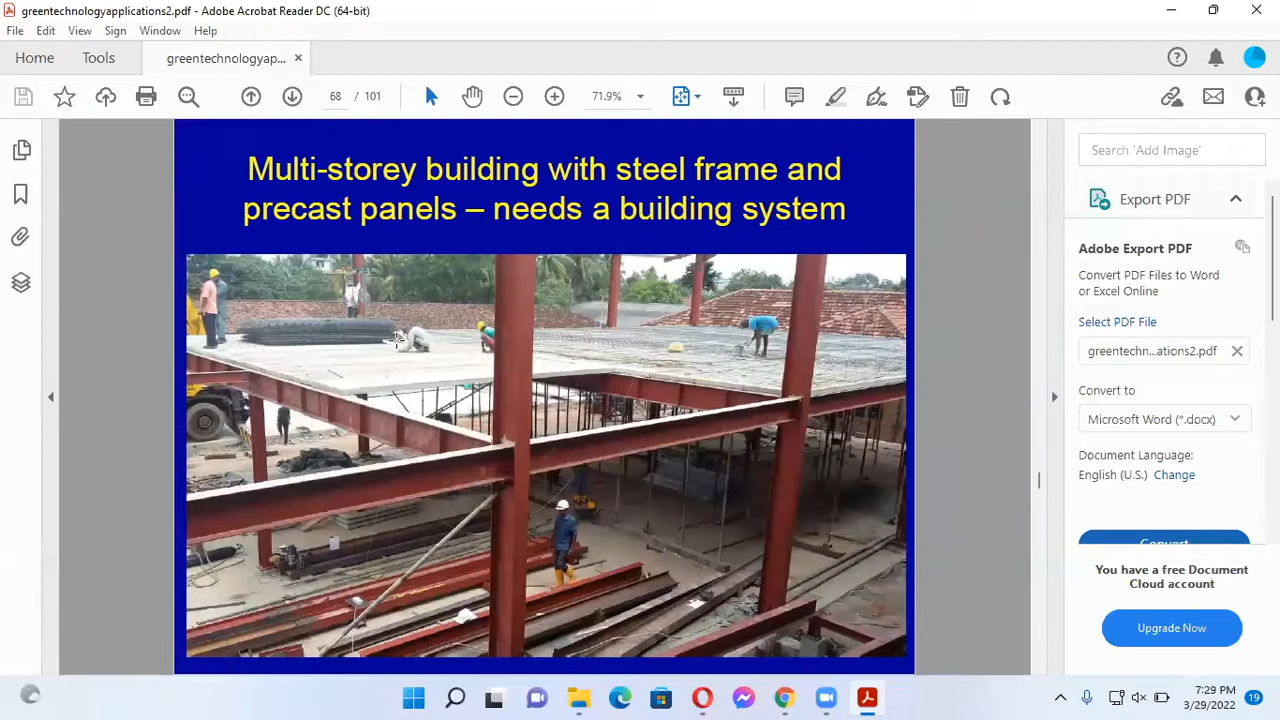 greentechnologyapplications2.pdf - Adobe Acrobat Reader DC (64-bit)
File Edit View Sign Window Help
Home Tools greentechnologyap... ×
68 / 101 71.9%
Search 'Add Image'
Multi-storey building with steel frame and
precast panels – needs a building system
Export PDF
Adobe Export PDF
Convert PDF Files to Word
or Excel Online
Select PDF File
greentechn...ations2.pdf
Convert to
Microsoft Word (*.docx)
Document Language:
English (U.S.) Change
Convert
You have a free Document
Cloud account
Upgrade Now
7:29 PM
3/29/2022
19